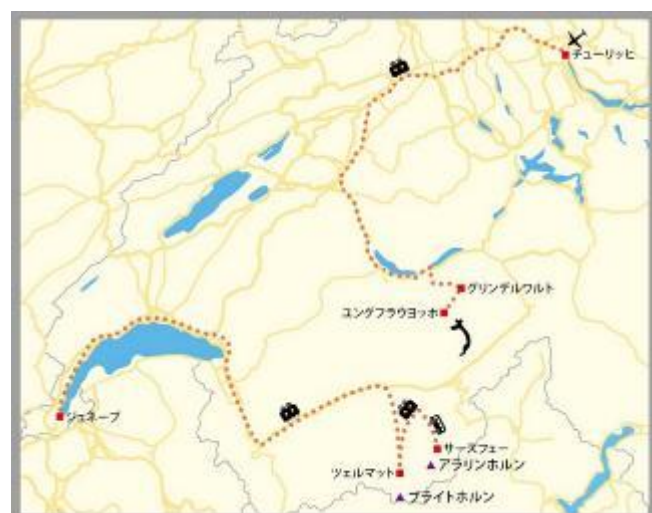 チューリッヒ
グリンデルワルト
ユングフラウヨッホ
ジュネーブ
サースフェー
アラリンホルン
ツェルマット
ブライトホルン